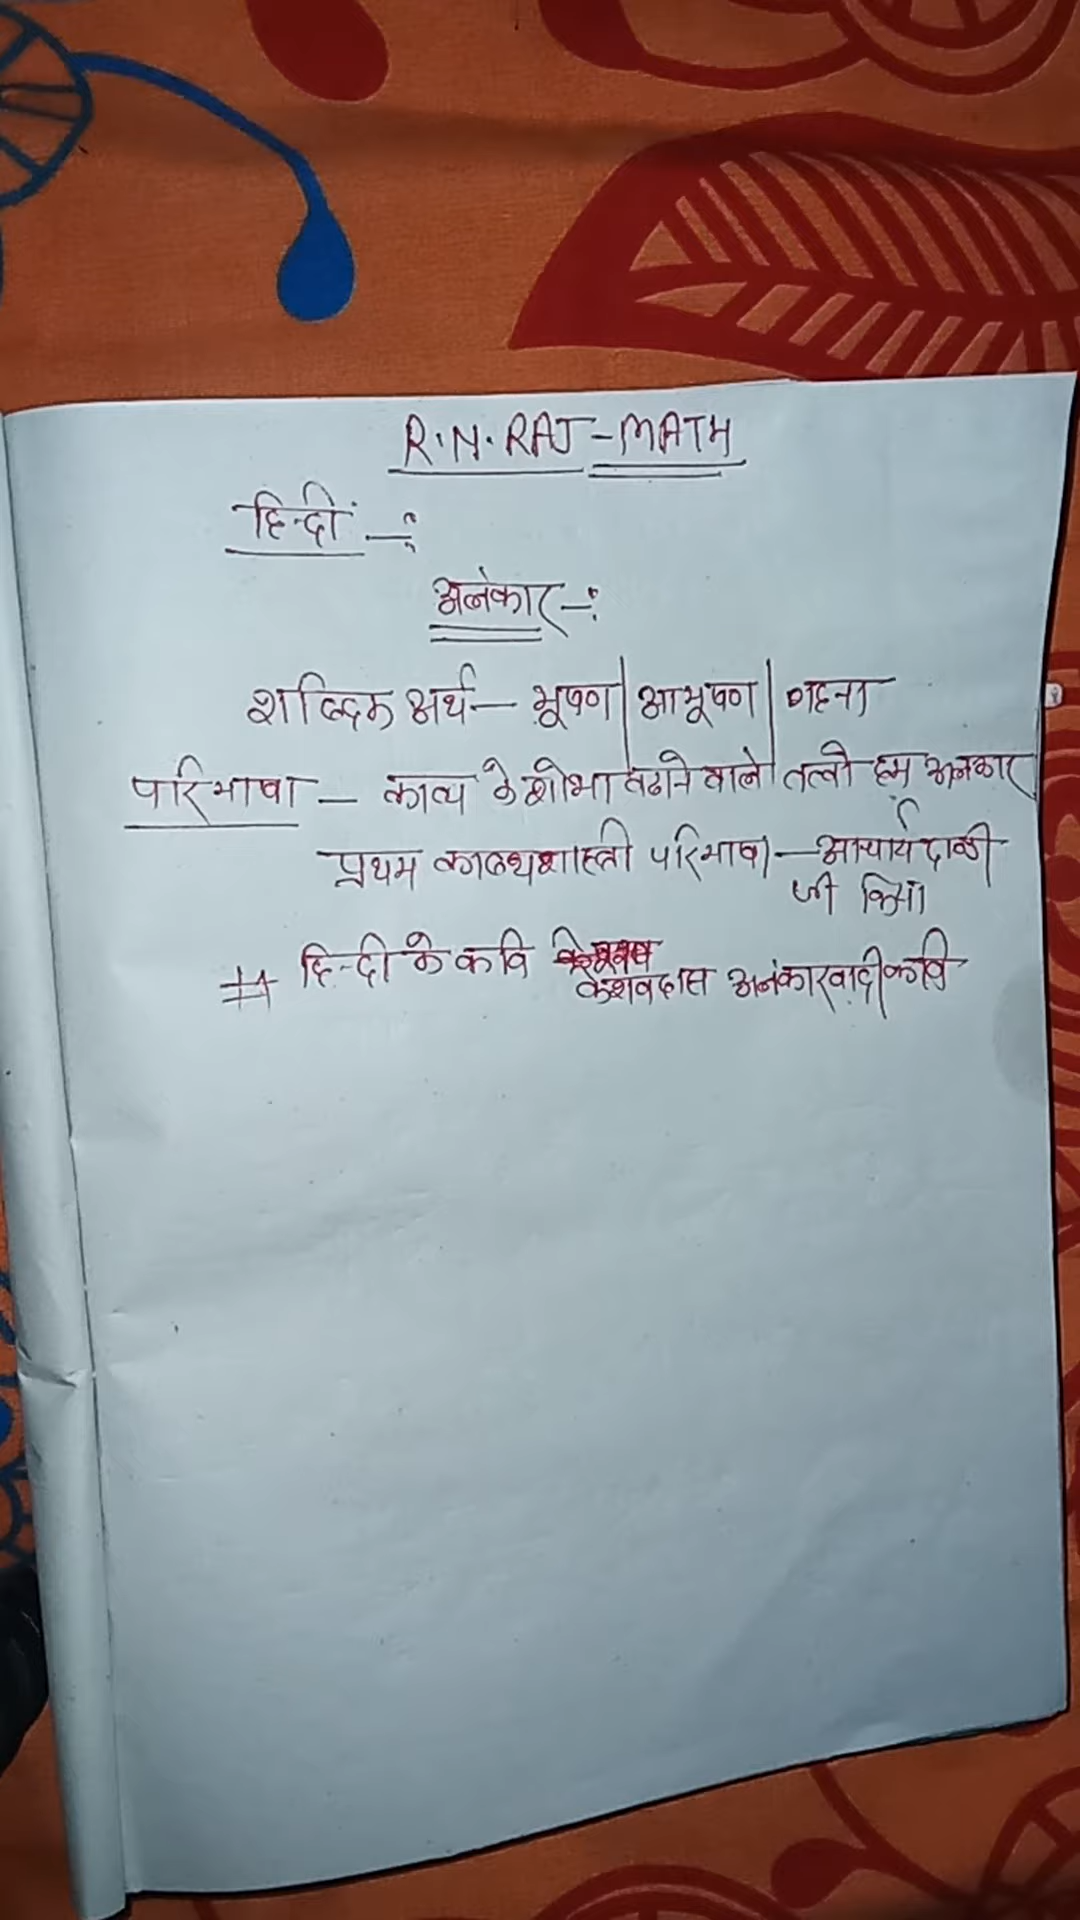 R.N.RAJ-MATH
हिन्दीं -:
अलंकार -:
शाब्दिक अर्थ - भूषण | आभूषण | गहना
परिभाषा - काव्य के शोभा बढाने वाले तत्वो हम अलंकार
प्रथम काव्यशास्त्री परिभाषा - आचार्य दण्डी
जी किया
# हिन्दी के कवि
केशवदास अलंकारवादी कवि